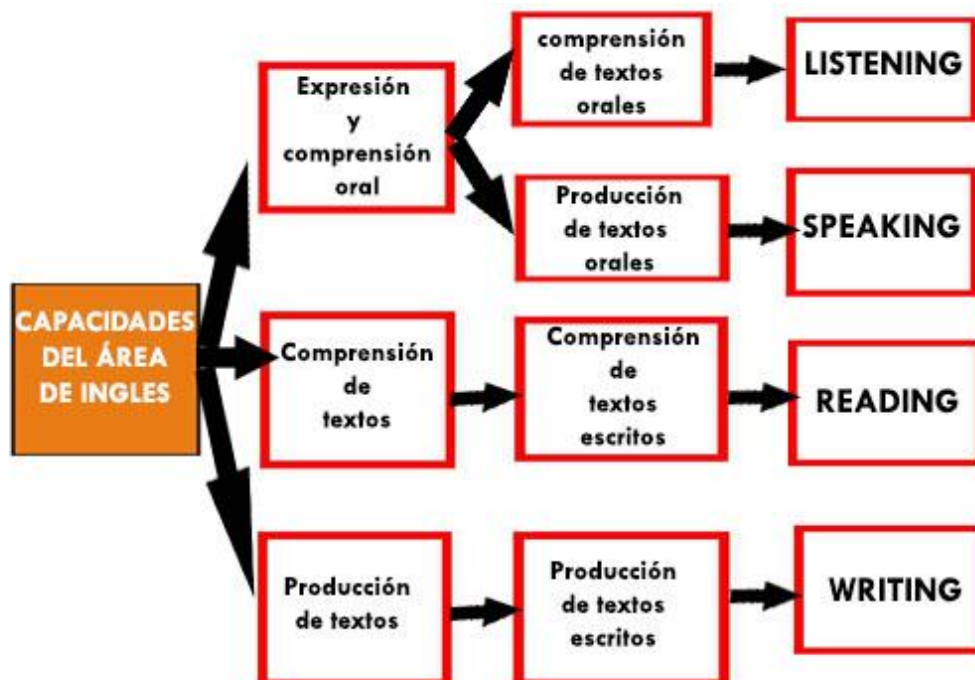 CAPACIDADES
DEL ÁREA
DE INGLES
Expresión
y
comprensión
oral
comprensión
de textos
orales
LISTENING
Producción
de textos
orales
SPEAKING
Comprensión
de
textos
Comprensión
de
textos
escritos
READING
Producción
de textos
Producción
de textos
escritos
WRITING